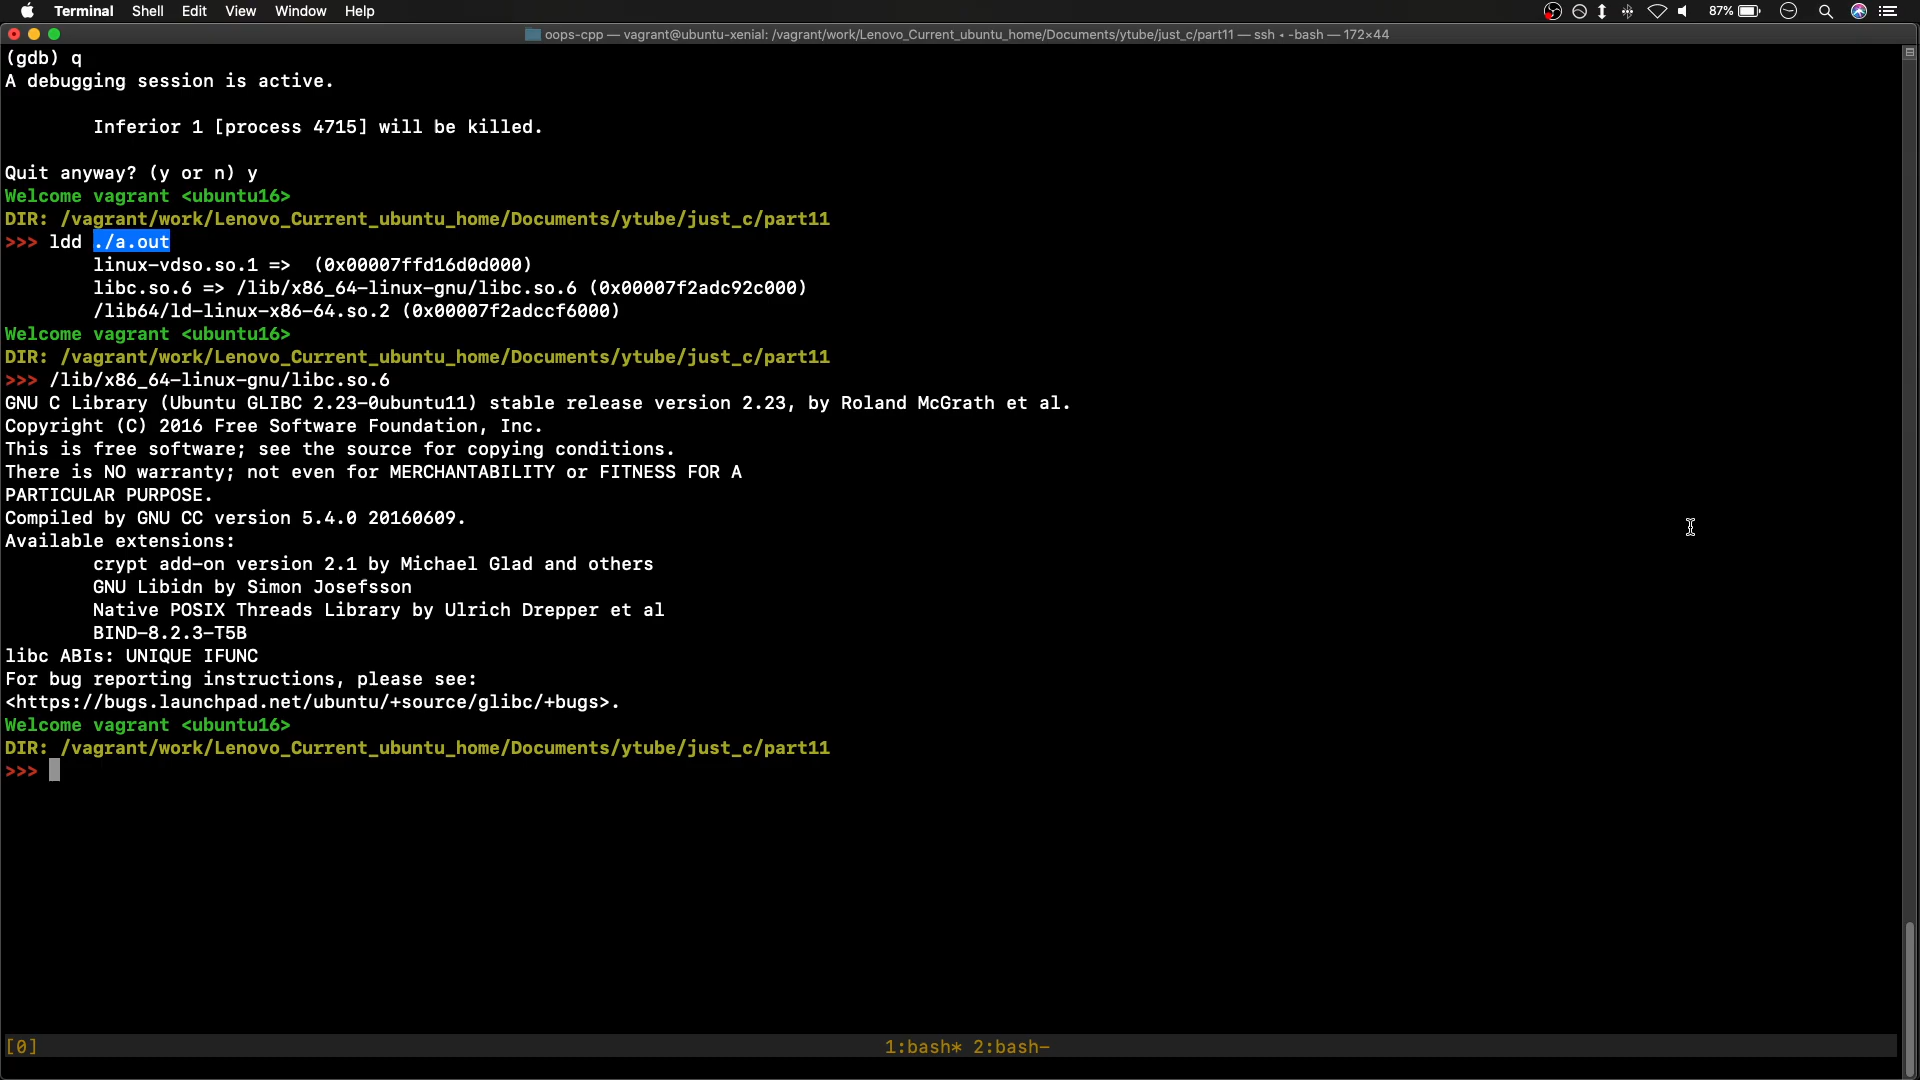 Terminal Shell Edit View Window Help 87%
oops-cpp — vagrant@ubuntu-xenial: /vagrant/work/Lenovo_Current_ubuntu_home/Documents/ytube/just_c/part11 — ssh ◂ -bash — 172×44
(gdb) q
A debugging session is active.
Inferior 1 [process 4715] will be killed.
Quit anyway? (y or n) y
Welcome vagrant <ubuntu16>
DIR: /vagrant/work/Lenovo_Current_ubuntu_home/Documents/ytube/just_c/part11
>>> ldd ./a.out
linux-vdso.so.1 =>  (0x00007ffd16d0d000)
libc.so.6 => /lib/x86_64-linux-gnu/libc.so.6 (0x00007f2adc92c000)
/lib64/ld-linux-x86-64.so.2 (0x00007f2adccf6000)
Welcome vagrant <ubuntu16>
DIR: /vagrant/work/Lenovo_Current_ubuntu_home/Documents/ytube/just_c/part11
>>> /lib/x86_64-linux-gnu/libc.so.6
GNU C Library (Ubuntu GLIBC 2.23-0ubuntu11) stable release version 2.23, by Roland McGrath et al.
Copyright (C) 2016 Free Software Foundation, Inc.
This is free software; see the source for copying conditions.
There is NO warranty; not even for MERCHANTABILITY or FITNESS FOR A
PARTICULAR PURPOSE.
Compiled by GNU CC version 5.4.0 20160609.
Available extensions:
crypt add-on version 2.1 by Michael Glad and others
GNU Libidn by Simon Josefsson
Native POSIX Threads Library by Ulrich Drepper et al
BIND-8.2.3-T5B
libc ABIs: UNIQUE IFUNC
For bug reporting instructions, please see:
<https://bugs.launchpad.net/ubuntu/+source/glibc/+bugs>.
Welcome vagrant <ubuntu16>
DIR: /vagrant/work/Lenovo_Current_ubuntu_home/Documents/ytube/just_c/part11
>>>
[0] 1:bash* 2:bash-